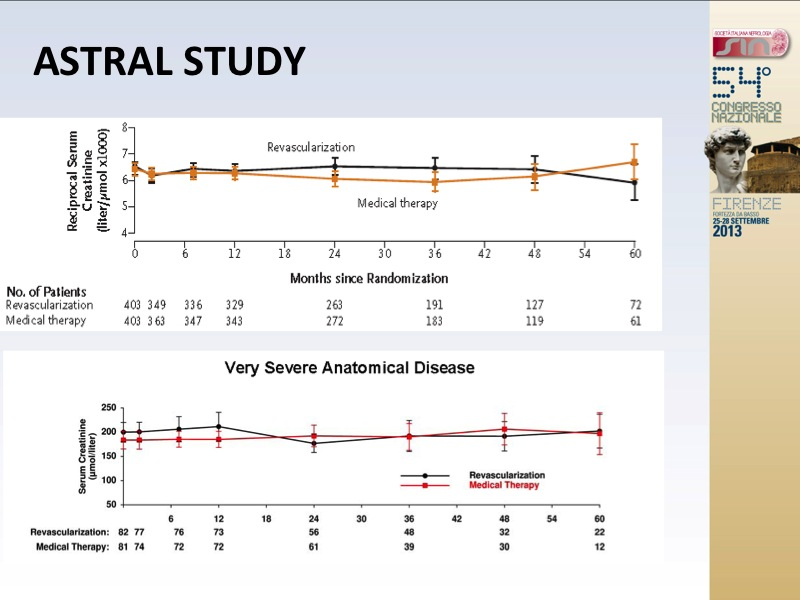 ASTRAL STUDY
SOCIETÀ ITALIANA NEFROLOGIA
SIN
54°
CONGRESSO
NAZIONALE
FIRENZE
FORTEZZA DA BASSO
25-28 SETTEMBRE
2013
Reciprocal Serum
Creatinine
(liter/µmol x1000)
8
7
6
5
4
Revascularization
Medical therapy
0 6 12 18 24 30 36 42 48 54 60
Months since Randomization
No. of Patients
Revascularization 403 349 336 329 263 191 127 72
Medical therapy 403 363 347 343 272 183 119 61
Very Severe Anatomical Disease
Serum Creatinine
(µmol/liter)
250
200
150
100
50
Revascularization
Medical Therapy
6 12 18 24 30 36 42 48 54 60
Revascularization: 82 77 76 73 56 48 32 22
Medical Therapy: 81 74 72 72 61 39 30 12